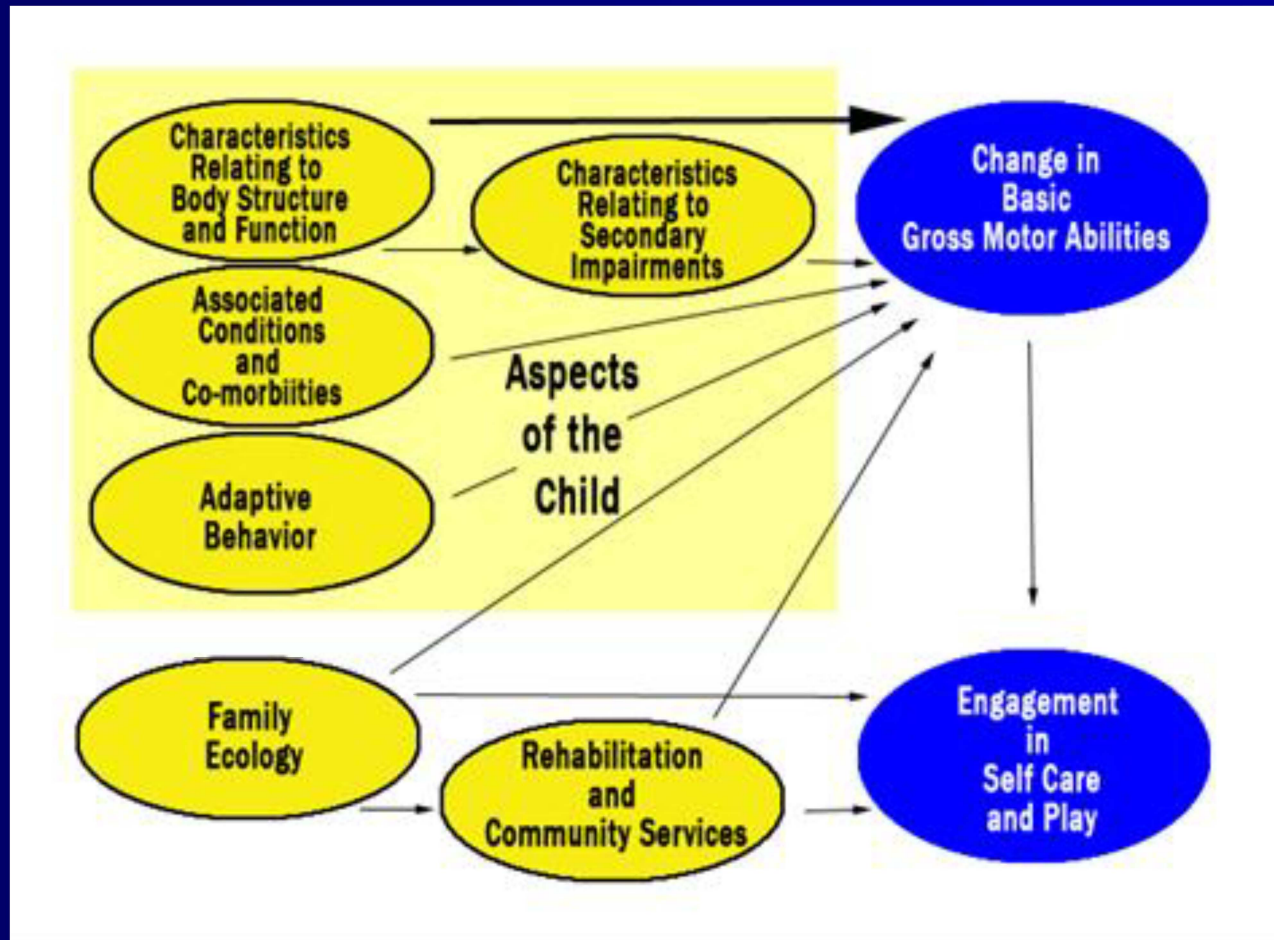 Characteristics
Relating to
Body Structure
and Function
Characteristics
Relating to
Secondary
Impairments
Change in
Basic
Gross Motor Abilities
Associated
Conditions
and
Co-morbiities
Aspects
of the
Child
Adaptive
Behavior
Family
Ecology
Rehabilitation
and
Community Services
Engagement
in
Self Care
and Play